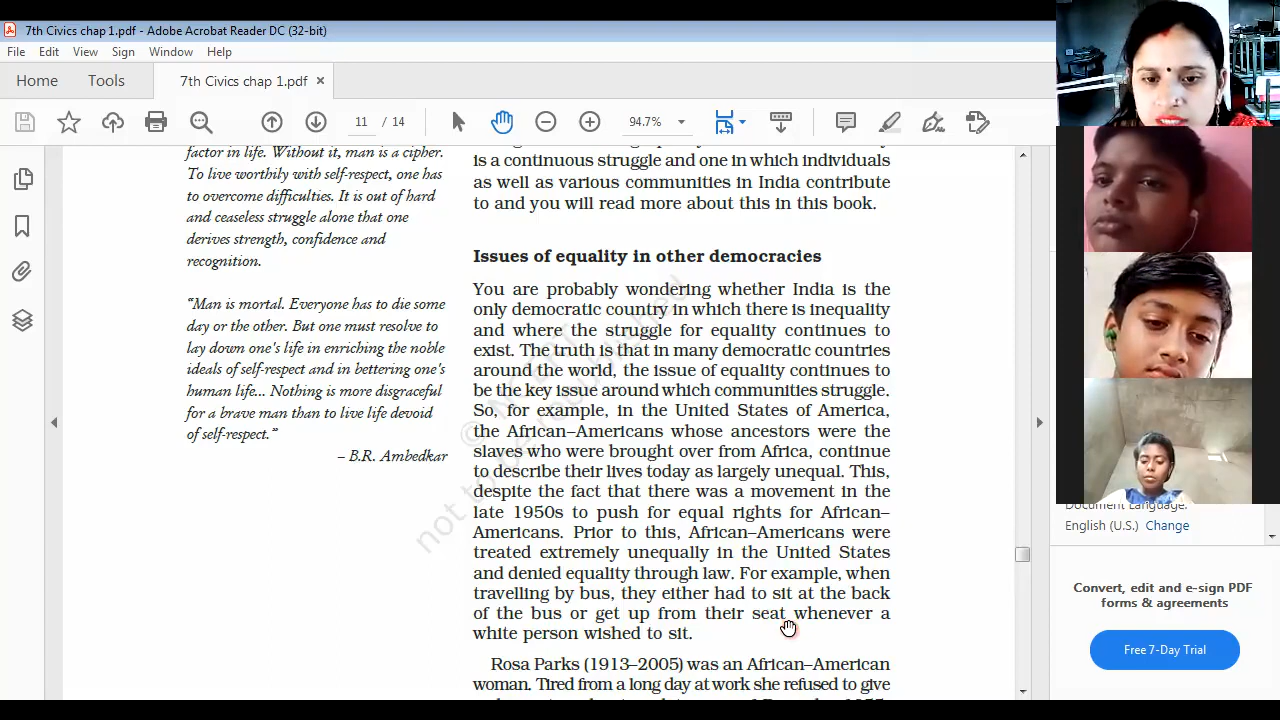 7th Civics chap 1.pdf - Adobe Acrobat Reader DC (32-bit)
File Edit View Sign Window Help
Home Tools 7th Civics chap 1.pdf ×
11 / 14 94.7%
factor in life. Without it, man is a cipher.
To live worthily with self-respect, one has
to overcome difficulties. It is out of hard
and ceaseless struggle alone that one
derives strength, confidence and
recognition.
“Man is mortal. Everyone has to die some
day or the other. But one must resolve to
lay down one's life in enriching the noble
ideals of self-respect and in bettering one's
human life... Nothing is more disgraceful
for a brave man than to live life devoid
of self-respect.”
– B.R. Ambedkar
is a continuous struggle and one in which individuals
as well as various communities in India contribute
to and you will read more about this in this book.
Issues of equality in other democracies
You are probably wondering whether India is the
only democratic country in which there is inequality
and where the struggle for equality continues to
exist. The truth is that in many democratic countries
around the world, the issue of equality continues to
be the key issue around which communities struggle.
So, for example, in the United States of America,
the African–Americans whose ancestors were the
slaves who were brought over from Africa, continue
to describe their lives today as largely unequal. This,
despite the fact that there was a movement in the
late 1950s to push for equal rights for African–
Americans. Prior to this, African–Americans were
treated extremely unequally in the United States
and denied equality through law. For example, when
travelling by bus, they either had to sit at the back
of the bus or get up from their seat whenever a
white person wished to sit.
Rosa Parks (1913–2005) was an African–American
woman. Tired from a long day at work she refused to give
Document Language:
English (U.S.) Change
Convert, edit and e-sign PDF
forms & agreements
Free 7-Day Trial